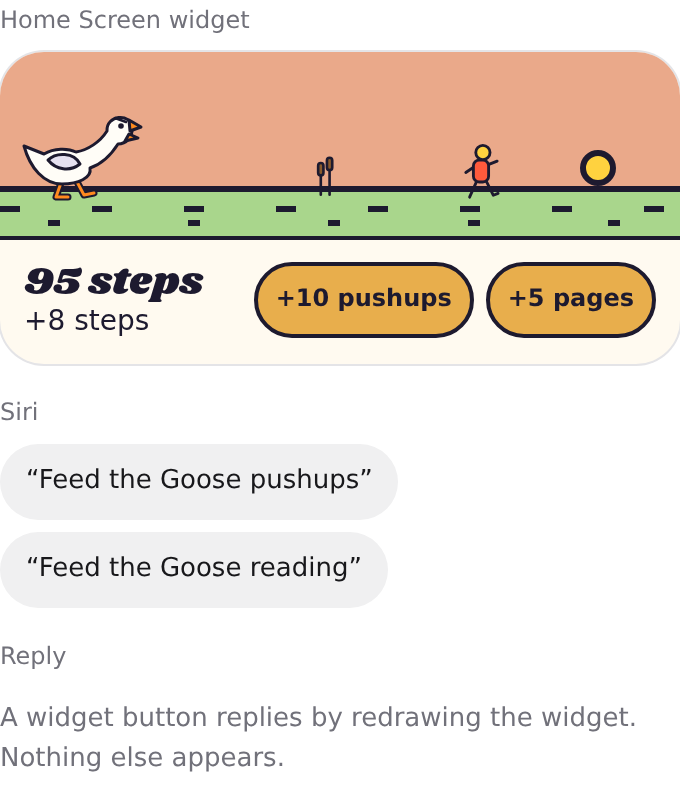 Home Screen widget
95 steps
+8 steps
+10 pushups
+5 pages
Siri
“Feed the Goose pushups”
“Feed the Goose reading”
Reply
A widget button replies by redrawing the widget.
Nothing else appears.